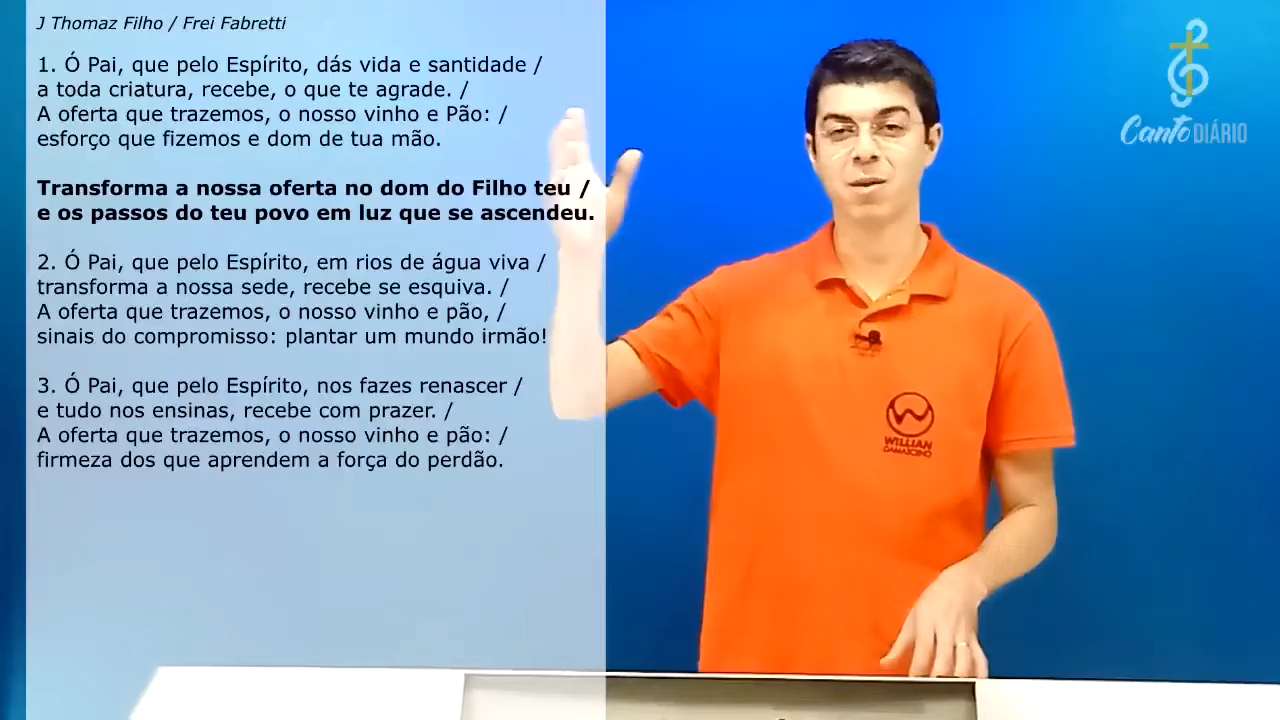 J Thomaz Filho / Frei Fabretti
1. Ó Pai, que pelo Espírito, dás vida e santidade /
a toda criatura, recebe, o que te agrade. /
A oferta que trazemos, o nosso vinho e Pão: /
esforço que fizemos e dom de tua mão.
Transforma a nossa oferta no dom do Filho teu /
e os passos do teu povo em luz que se ascendeu.
2. Ó Pai, que pelo Espírito, em rios de água viva /
transforma a nossa sede, recebe se esquiva. /
A oferta que trazemos, o nosso vinho e pão, /
sinais do compromisso: plantar um mundo irmão!
3. Ó Pai, que pelo Espírito, nos fazes renascer /
e tudo nos ensinas, recebe com prazer. /
A oferta que trazemos, o nosso vinho e pão: /
firmeza dos que aprendem a força do perdão.
Canto DIÁRIO
WILLIAN
DAMASCENO